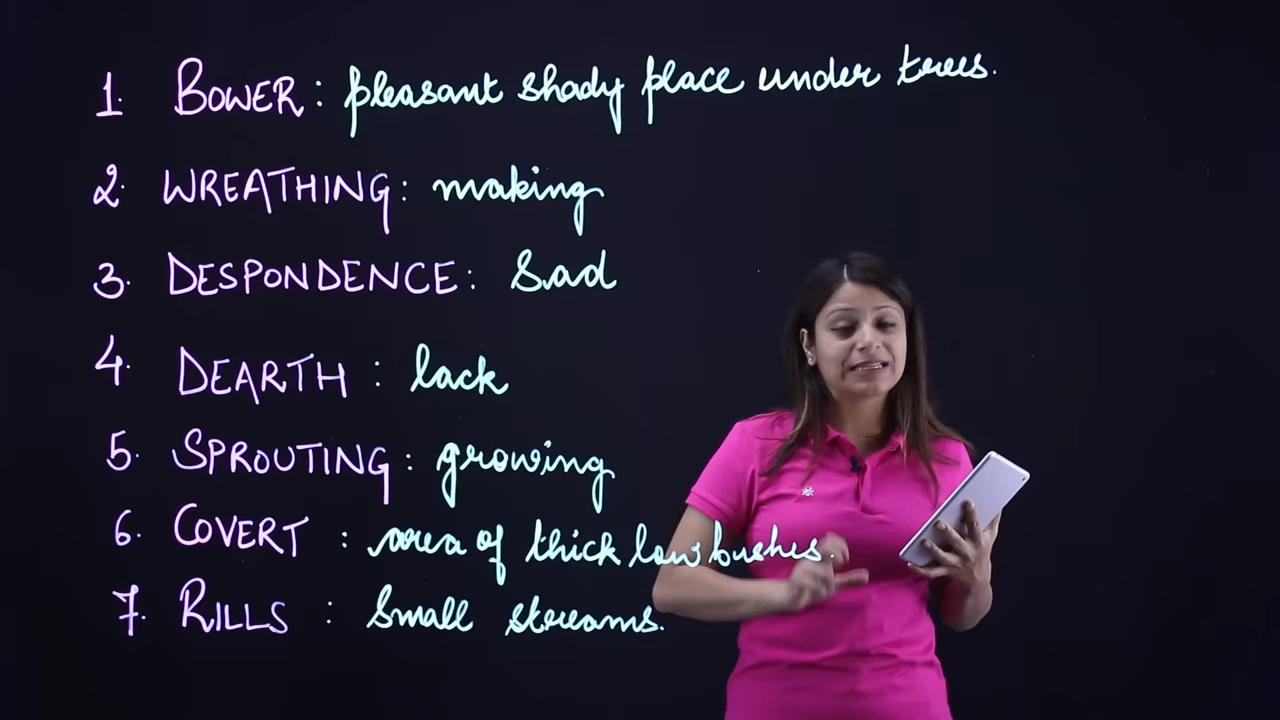 1. BOWER: pleasant shady place under trees.
2. WREATHING: making
3. DESPONDENCE: Sad
4. DEARTH: lack
5. SPROUTING: growing
6. COVERT: area of thick low bushes.
7. RILLS: Small streams.